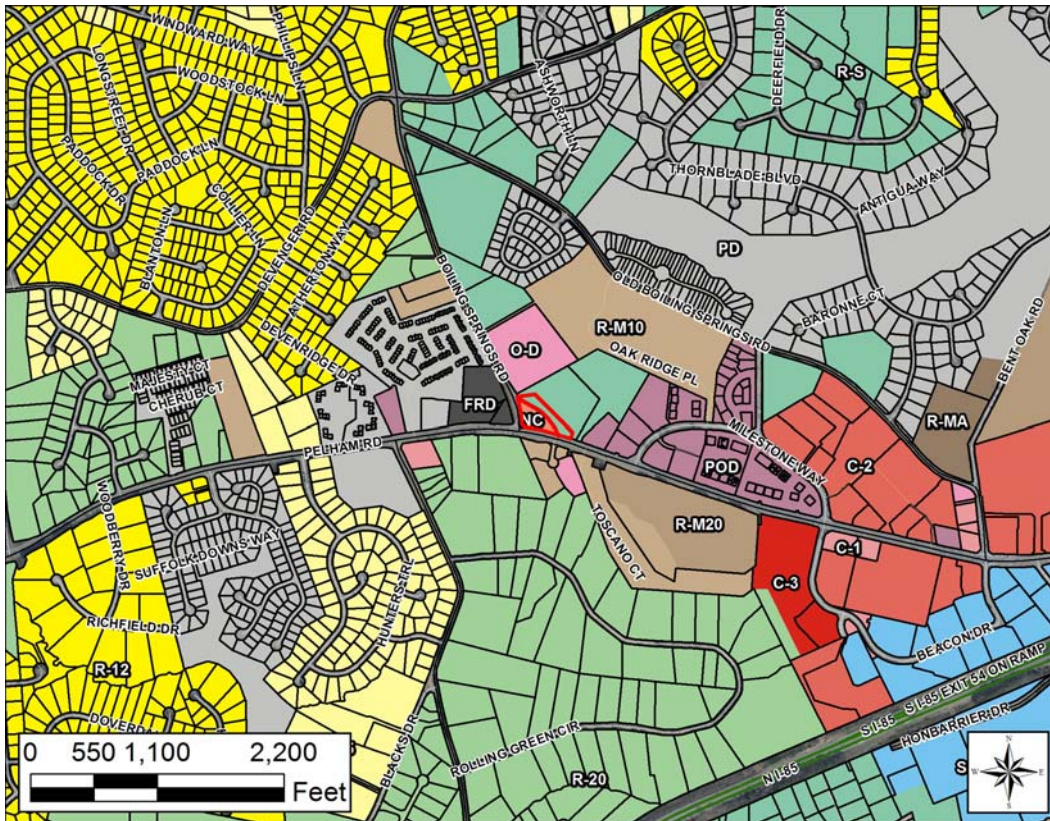 WINDWARD WAY
PHILLIPS LN
LONGSTREET DR
WOODSTOCK LN
ASHWORTH LN
DEERFIELD DR
R-S
PADDOCK DR
PADDOCK LN
THORNBLADE BLVD
ANTIGUA WAY
COLLIER LN
BLANTON LN
DEVENGER RD
ATHERTON WAY
BOILING SPRINGS RD
PD
OLD BOILING SPRINGS RD
BARONNE CT
BENT OAK RD
R-M10
O-D
OAK RIDGE PL
DEVENRIDGE DR
MAJESTY CT
CHERUB CT
FRD
NC
R-MA
MILESTONE WAY
PELHAM RD
POD
C-2
WOODBERRY DR
TOSCANO CT
R-M20
SUFFOLK DOWNS WAY
C-1
C-3
HUNTERS TRL
RICHFIELD DR
BEACON DR
R-12
S I-85
S I-85 EXIT 54 ON RAMP
HONBARRIER DR
BLACKS DR
ROLLING GREEN CIR
R-20
N I-85
0 550 1,100 2,200
Feet
N
W E
S